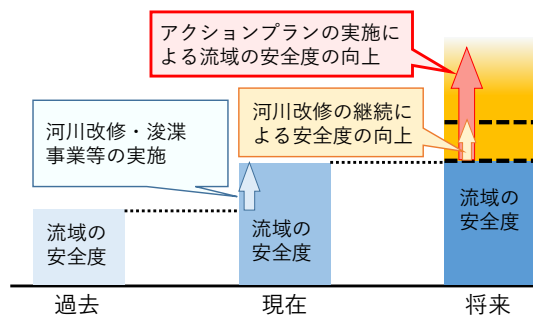 アクションプランの実施に
よる流域の安全度の向上
河川改修の継続に
よる安全度の向上
河川改修・浚渫
事業等の実施
流域の
安全度
流域の
安全度
流域の
安全度
過去
現在
将来